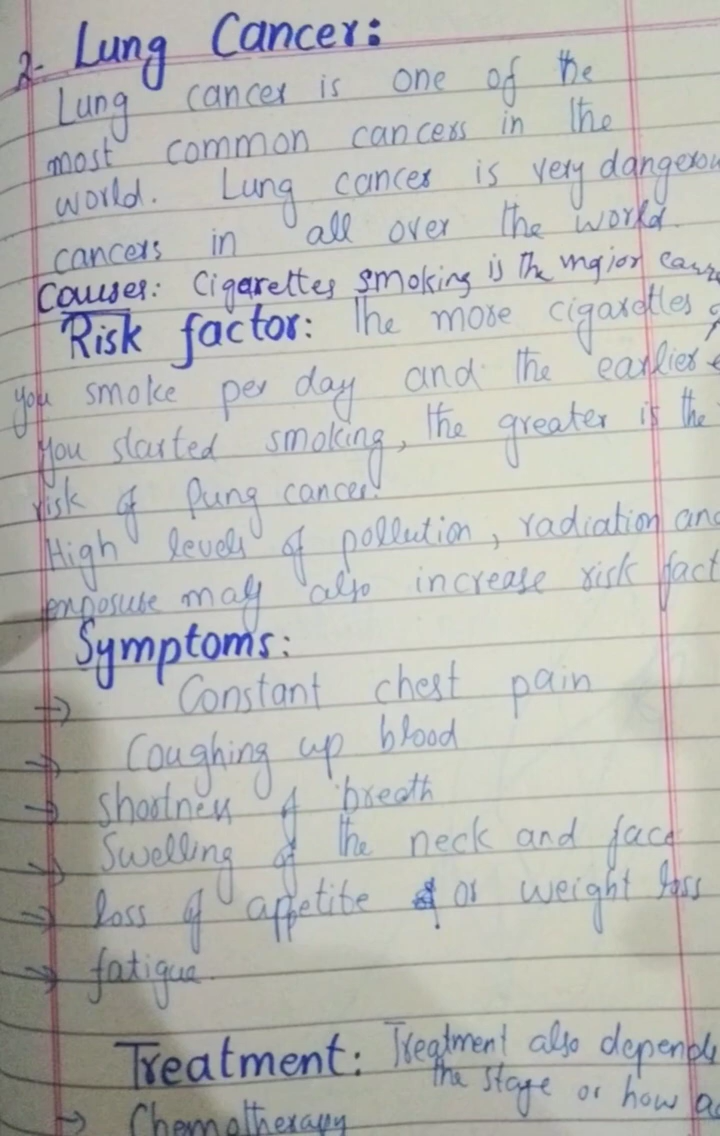 2- Lung Cancer:
Lung cancer is one of the
most common cancers in the
world. Lung cancer is very dangerou
cancers in all over the world.
Couses: Cigarettes smoking is the major cause
Risk factor: The more cigarettes
you smoke per day and the earlier
you started smoking, the greater is the
risk of lung cancer.
High levels of pollution, radiation and
exposure may also increase risk fact
Symptoms:
→ Constant chest pain
→ Coughing up blood
→ shortness of breath
→ Swelling of the neck and face
→ loss of appetite or weight loss
→ fatigue.
Treatment: Treatment also depends
the stage or how a
→ Chemotherapy